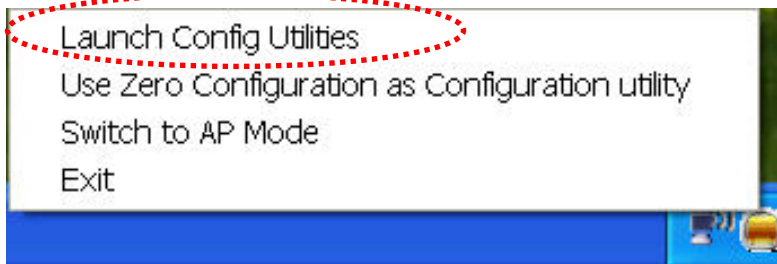 Launch Config Utilities
Use Zero Configuration as Configuration utility
Switch to AP Mode
Exit